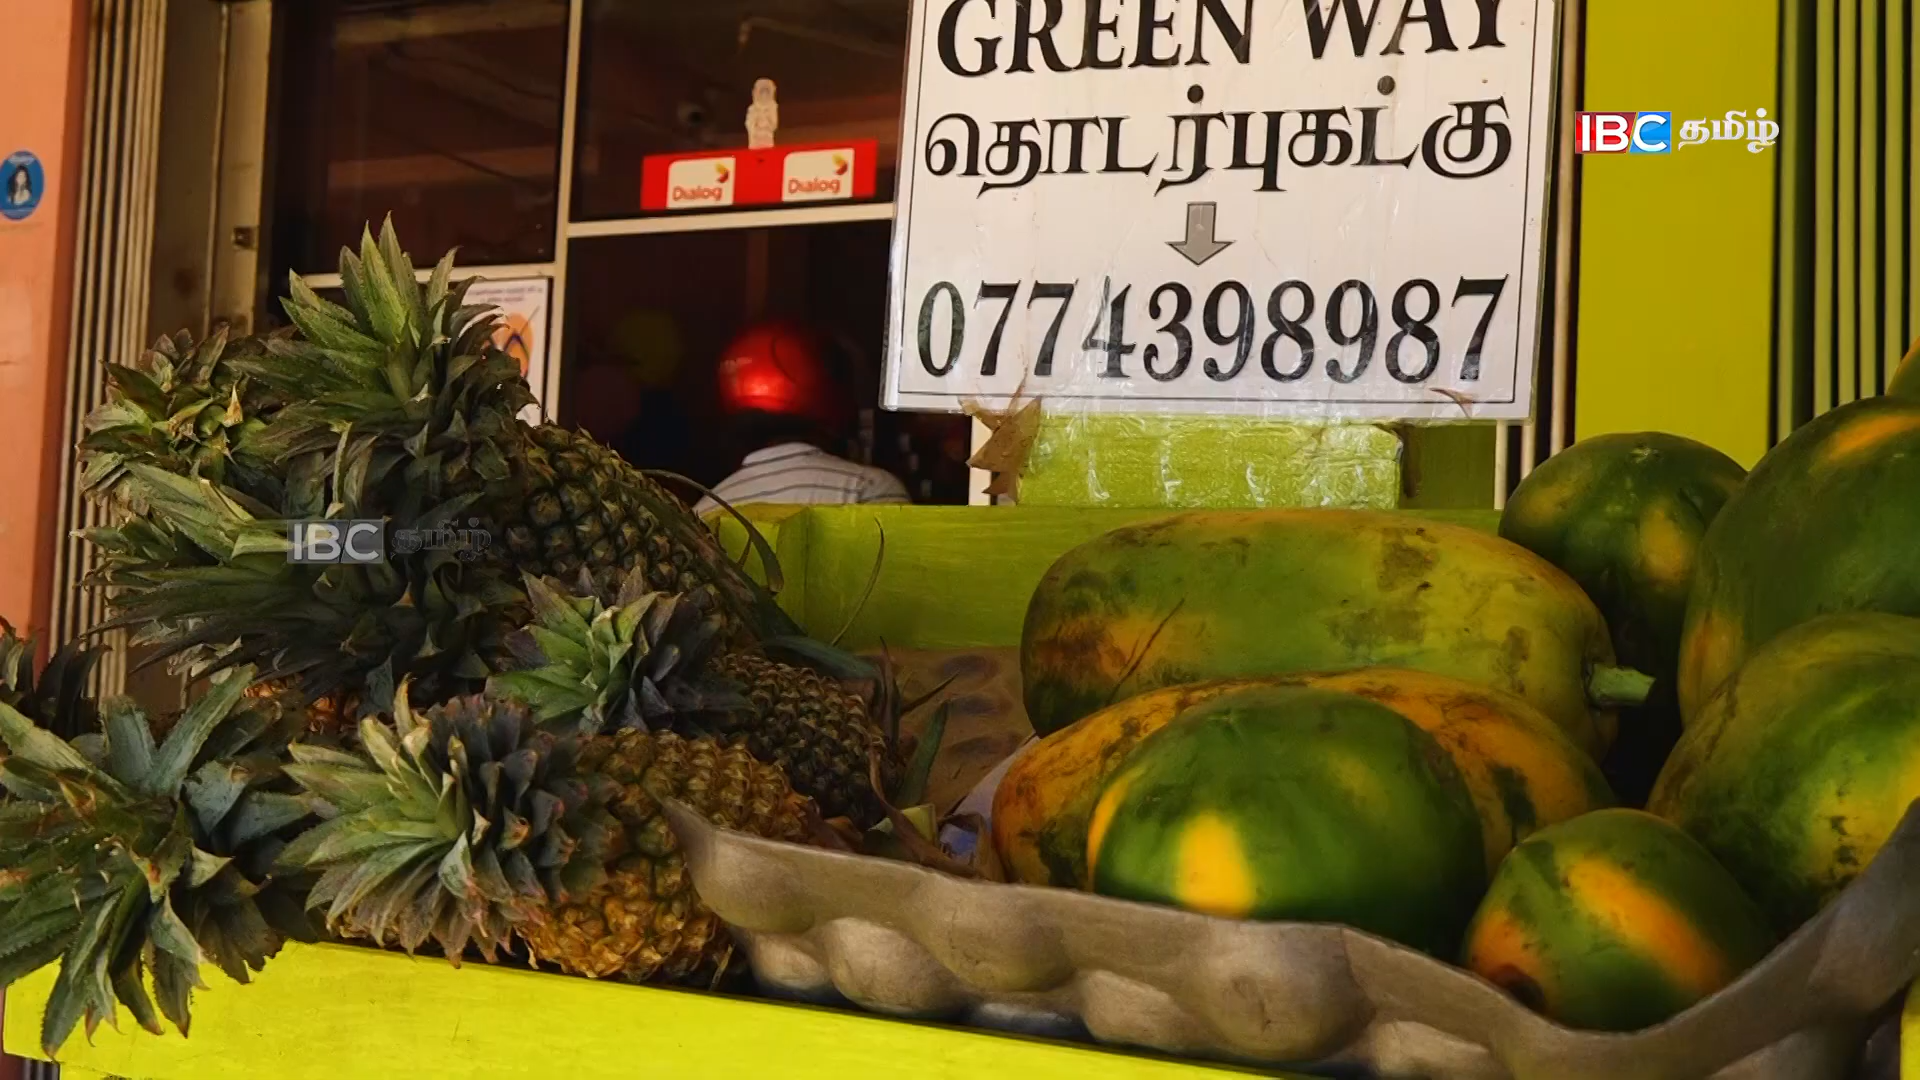 GREEN WAY
தொடர்புகட்கு
0774398987
IBC தமிழ்
Dialog Dialog
IBC தமிழ்